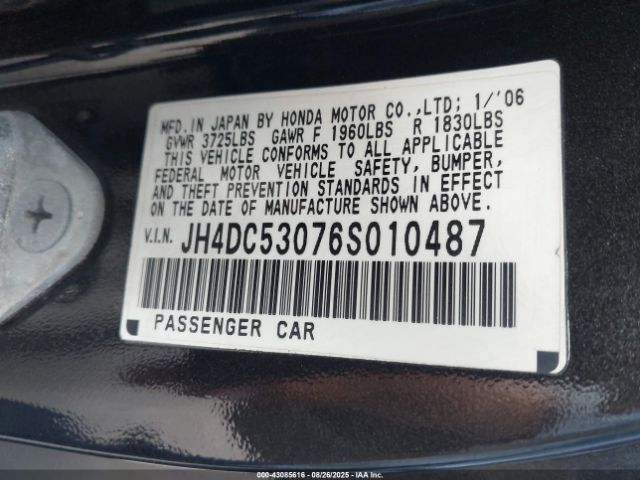 MFD. IN JAPAN BY HONDA MOTOR CO.,LTD; 1/'06
GVWR 3725LBS GAWR F 1960LBS R 1830LBS
THIS VEHICLE CONFORMS TO ALL APPLICABLE
FEDERAL MOTOR VEHICLE SAFETY, BUMPER,
AND THEFT PREVENTION STANDARDS IN EFFECT
ON THE DATE OF MANUFACTURE SHOWN ABOVE.
V.I.N. JH4DC53076S010487
PASSENGER CAR
000-43085616 - 08/26/2025 - IAAI Inc.